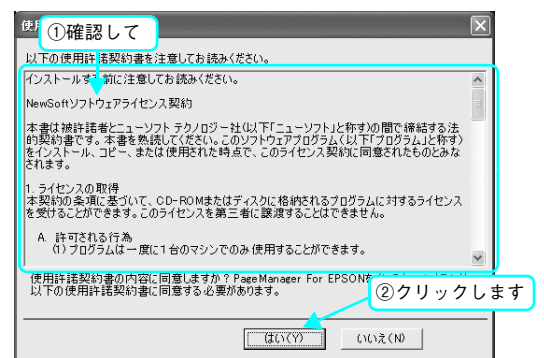 使用
①確認して
以下の使用許諾契約書を注意してお読みください。
インストールする前に注意してお読みください。
NewSoftソフトウェアライセンス契約
本書は被許諾者とニューソフト テクノロジー社(以下「ニューソフト」と称す)の間で締結する法
的契約書です。本書を熟読してください。このソフトウェアプログラム(以下「プログラム」と称す)
をインストール、コピー、または使用された時点で、このライセンス契約に同意されたものとみな
されます。
1. ライセンスの取得
本契約の条項に基づいて、CD-ROMまたはディスクに格納されるプログラムに対するライセンス
を受けることができます。このライセンスを第三者に譲渡することはできません。
A. 許可される行為
(1) プログラムは一度に1台のマシンでのみ使用することができます。
使用許諾契約書の内容に同意しますか？PageManager For EPSONを
以下の使用許諾契約書に同意する必要があります。
②クリックします
はい(Y)
いいえ(N)